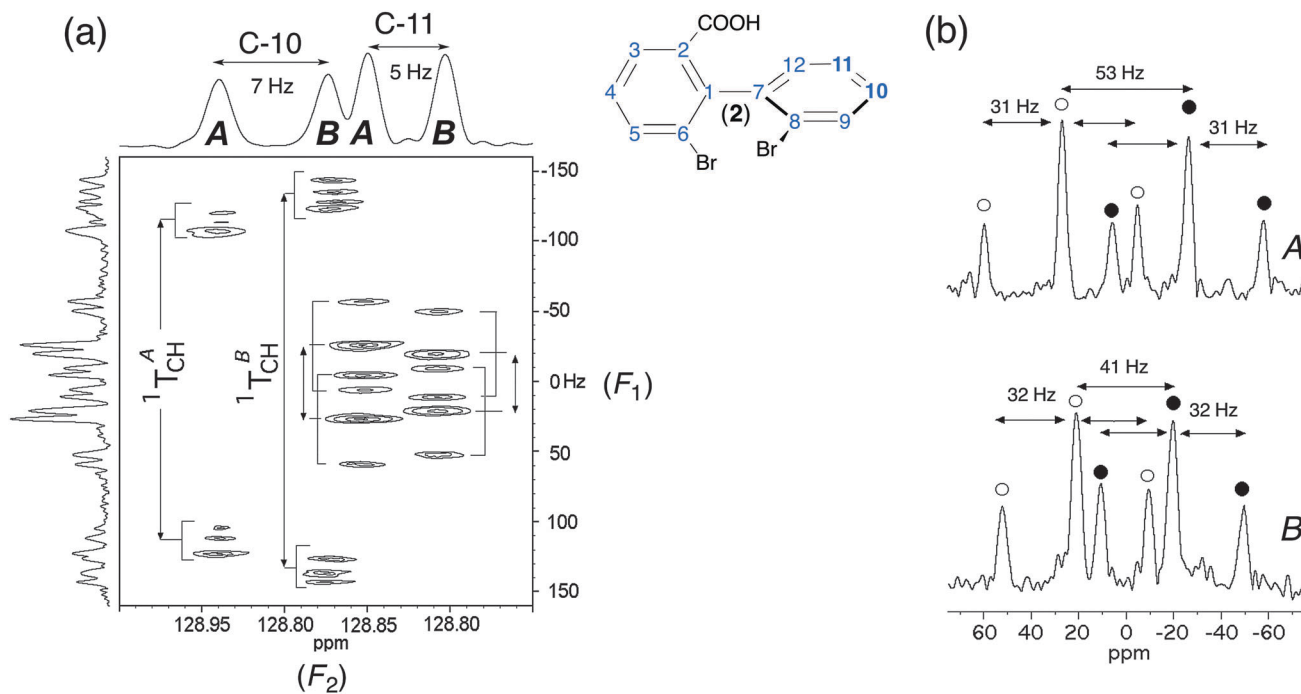 (a)
C-10
C-11
7 Hz
5 Hz
A
B
A
B
-150
-100
-50
0 Hz
50
100
150
(F1)
1TACH
1TBCH
128.95
128.80
128.85
128.80
ppm
(F2)
COOH
3
2
4
1
5
6
Br
12
11
7
10
(2)
8
9
Br
(b)
53 Hz
31 Hz
31 Hz
A
41 Hz
32 Hz
32 Hz
B
60
40
20
0
-20
-40
-60
ppm